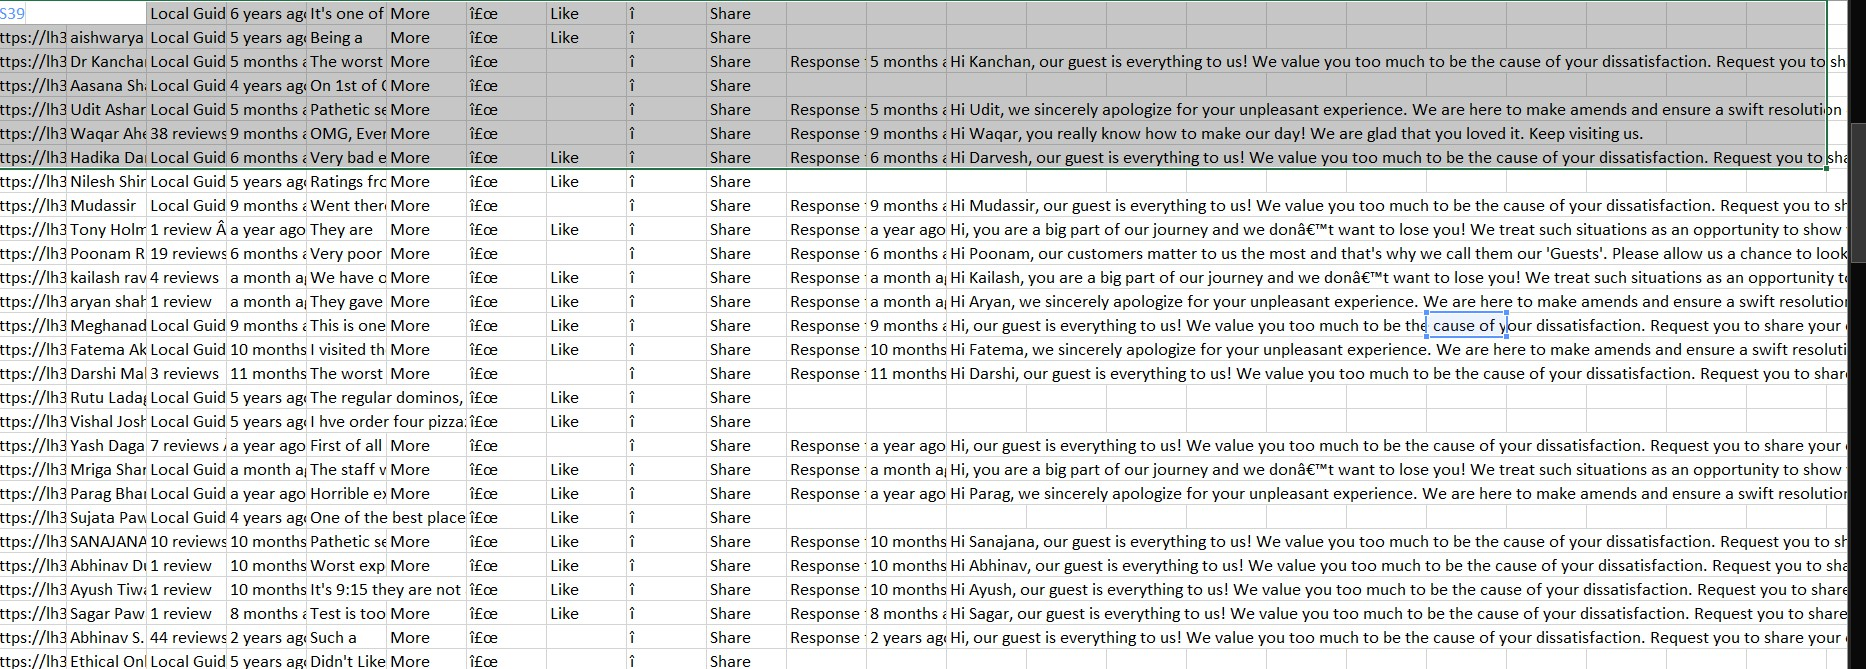 S39 Local Guid 6 years ag It's one of More î£œ Like î Share
ttps://lh3 aishwarya Local Guid 5 years ag Being a More î£œ Like î Share
ttps://lh3 Dr Kancha Local Guid 5 months a The worst More î£œ î Share Response 5 months a Hi Kanchan, our guest is everything to us! We value you too much to be the cause of your dissatisfaction. Request you to sh
ttps://lh3 Aasana Sha Local Guid 4 years ago On 1st of O More î£œ î Share
ttps://lh3 Udit Ashar Local Guid 5 months a Pathetic se More î£œ î Share Response 5 months a Hi Udit, we sincerely apologize for your unpleasant experience. We are here to make amends and ensure a swift resolution
ttps://lh3 Waqar Ahe 38 reviews 9 months a OMG, Ever More î£œ î Share Response 9 months a Hi Waqar, you really know how to make our day! We are glad that you loved it. Keep visiting us.
ttps://lh3 Hadika Dar Local Guid 6 months a Very bad e More î£œ Like î Share Response 6 months a Hi Darvesh, our guest is everything to us! We value you too much to be the cause of your dissatisfaction. Request you to sha
ttps://lh3 Nilesh Shir Local Guid 5 years ag Ratings fro More î£œ Like î Share
ttps://lh3 Mudassir Local Guid 9 months a Went ther More î£œ î Share Response 9 months a Hi Mudassir, our guest is everything to us! We value you too much to be the cause of your dissatisfaction. Request you to sh
ttps://lh3 Tony Holm 1 review Â a year ago They are More î£œ Like î Share Response a year ago Hi, you are a big part of our journey and we donâ€™t want to lose you! We treat such situations as an opportunity to show
ttps://lh3 Poonam R 19 reviews 6 months a Very poor More î£œ î Share Response 6 months a Hi Poonam, our customers matter to us the most and that's why we call them our 'Guests'. Please allow us a chance to look
ttps://lh3 kailash rav 4 reviews a month a We have o More î£œ Like î Share Response a month a Hi Kailash, you are a big part of our journey and we donâ€™t want to lose you! We treat such situations as an opportunity t
ttps://lh3 aryan shah 1 review a month a They gave More î£œ Like î Share Response a month a Hi Aryan, we sincerely apologize for your unpleasant experience. We are here to make amends and ensure a swift resolution
ttps://lh3 Meghanad Local Guid 9 months a This is one More î£œ Like î Share Response 9 months a Hi, our guest is everything to us! We value you too much to be the cause of your dissatisfaction. Request you to share your
ttps://lh3 Fatema Ak Local Guid 10 months I visited th More î£œ Like î Share Response 10 months Hi Fatema, we sincerely apologize for your unpleasant experience. We are here to make amends and ensure a swift resoluti
ttps://lh3 Darshi Mal 3 reviews 11 months The worst More î£œ î Share Response 11 months Hi Darshi, our guest is everything to us! We value you too much to be the cause of your dissatisfaction. Request you to share
ttps://lh3 Rutu Ladag Local Guid 5 years ag The regular dominos, î£œ Like î Share
ttps://lh3 Vishal Josh Local Guid 5 years ag I hve order four pizza î£œ Like î Share
ttps://lh3 Yash Daga 7 reviews a year ago First of all More î£œ î Share Response a year ago Hi, our guest is everything to us! We value you too much to be the cause of your dissatisfaction. Request you to share your
ttps://lh3 Mriga Shar Local Guid a month a The staff w More î£œ Like î Share Response a month a Hi, you are a big part of our journey and we donâ€™t want to lose you! We treat such situations as an opportunity to show
ttps://lh3 Parag Bhar Local Guid a year ago Horrible ex More î£œ Like î Share Response a year ago Hi Parag, we sincerely apologize for your unpleasant experience. We are here to make amends and ensure a swift resolution
ttps://lh3 Sujata Paw Local Guid 4 years ago One of the best place î£œ Like î Share
ttps://lh3 SANAJANA 10 reviews 10 months Pathetic se More î£œ Like î Share Response 10 months Hi Sanajana, our guest is everything to us! We value you too much to be the cause of your dissatisfaction. Request you to sh
ttps://lh3 Abhinav Du 1 review 10 months Worst exp More î£œ Like î Share Response 10 months Hi Abhinav, our guest is everything to us! We value you too much to be the cause of your dissatisfaction. Request you to sha
ttps://lh3 Ayush Tiwa 1 review 10 months It's 9:15 they are not î£œ Like î Share Response 10 months Hi Ayush, our guest is everything to us! We value you too much to be the cause of your dissatisfaction. Request you to share
ttps://lh3 Sagar Paw 1 review 8 months a Test is too More î£œ Like î Share Response 8 months a Hi Sagar, our guest is everything to us! We value you too much to be the cause of your dissatisfaction. Request you to share
ttps://lh3 Abhinav S. 44 reviews 2 years ag Such a More î£œ î Share Response 2 years ag Hi, our guest is everything to us! We value you too much to be the cause of your dissatisfaction. Request you to share your
ttps://lh3 Ethical Onl Local Guid 5 years ag Didn't Like More î£œ î Share